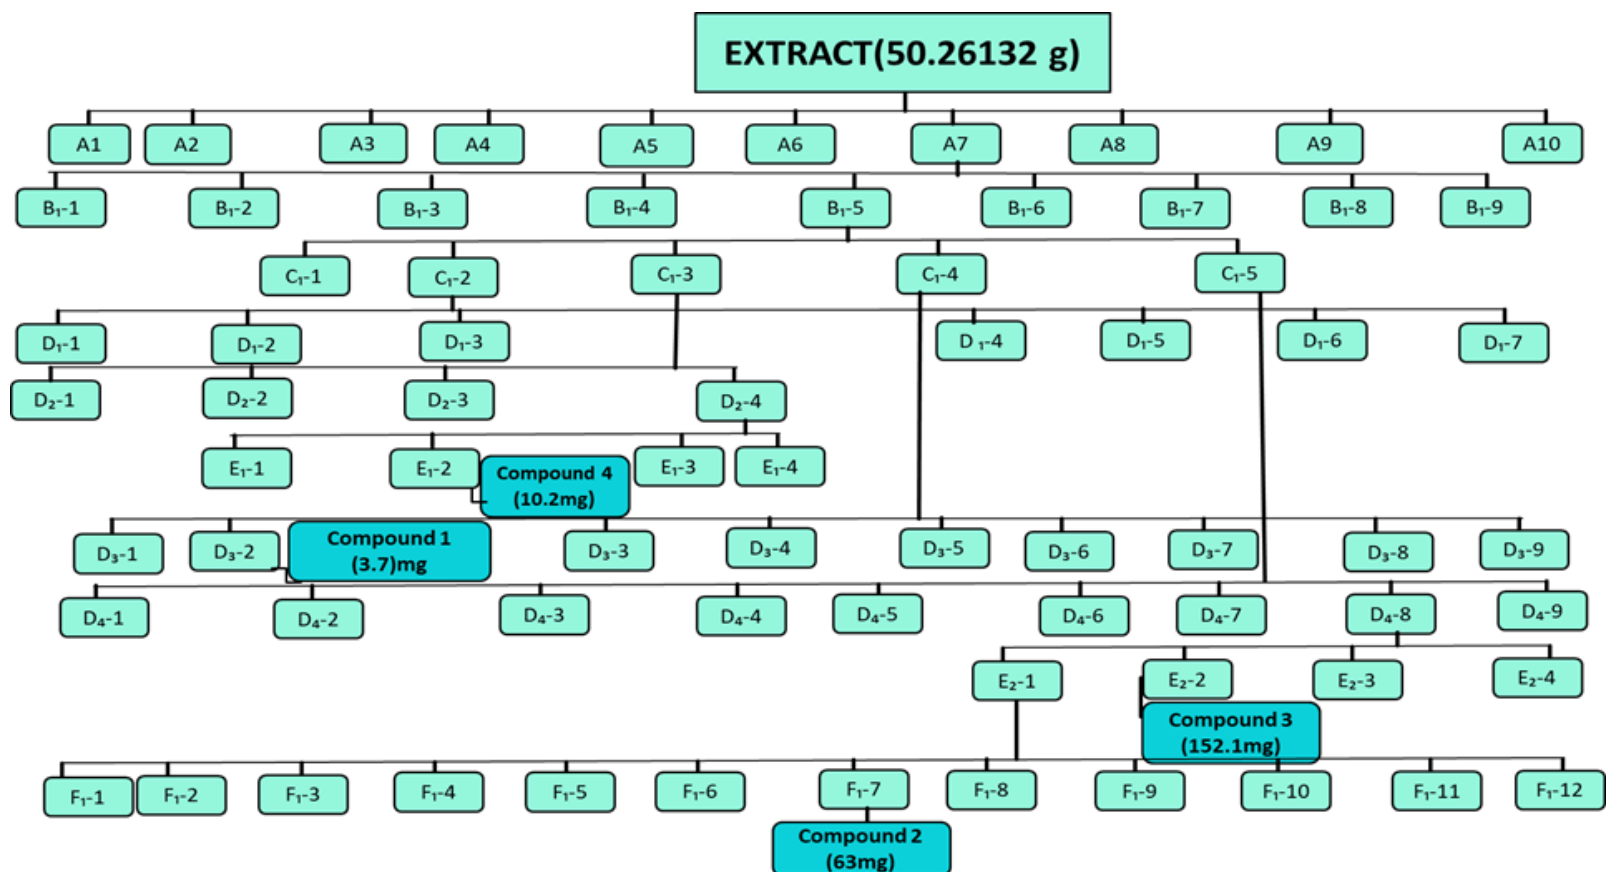 EXTRACT(50.26132 g)
A1 A2 A3 A4 A5 A6 A7 A8 A9 A10
B₁-1 B₁-2 B₁-3 B₁-4 B₁-5 B₁-6 B₁-7 B₁-8 B₁-9
C₁-1 C₁-2 C₁-3 C₁-4 C₁-5
D₁-1 D₁-2 D₁-3 D ₁-4 D₁-5 D₁-6 D₁-7
D₂-1 D₂-2 D₂-3 D₂-4
E₁-1 E₁-2 E₁-3 E₁-4
Compound 4
(10.2mg)
D₃-1 D₃-2 D₃-3 D₃-4 D₃-5 D₃-6 D₃-7 D₃-8 D₃-9
Compound 1
(3.7)mg
D₄-1 D₄-2 D₄-3 D₄-4 D₄-5 D₄-6 D₄-7 D₄-8 D₄-9
E₂-1 E₂-2 E₂-3 E₂-4
Compound 3
(152.1mg)
F₁-1 F₁-2 F₁-3 F₁-4 F₁-5 F₁-6 F₁-7 F₁-8 F₁-9 F₁-10 F₁-11 F₁-12
Compound 2
(63mg)